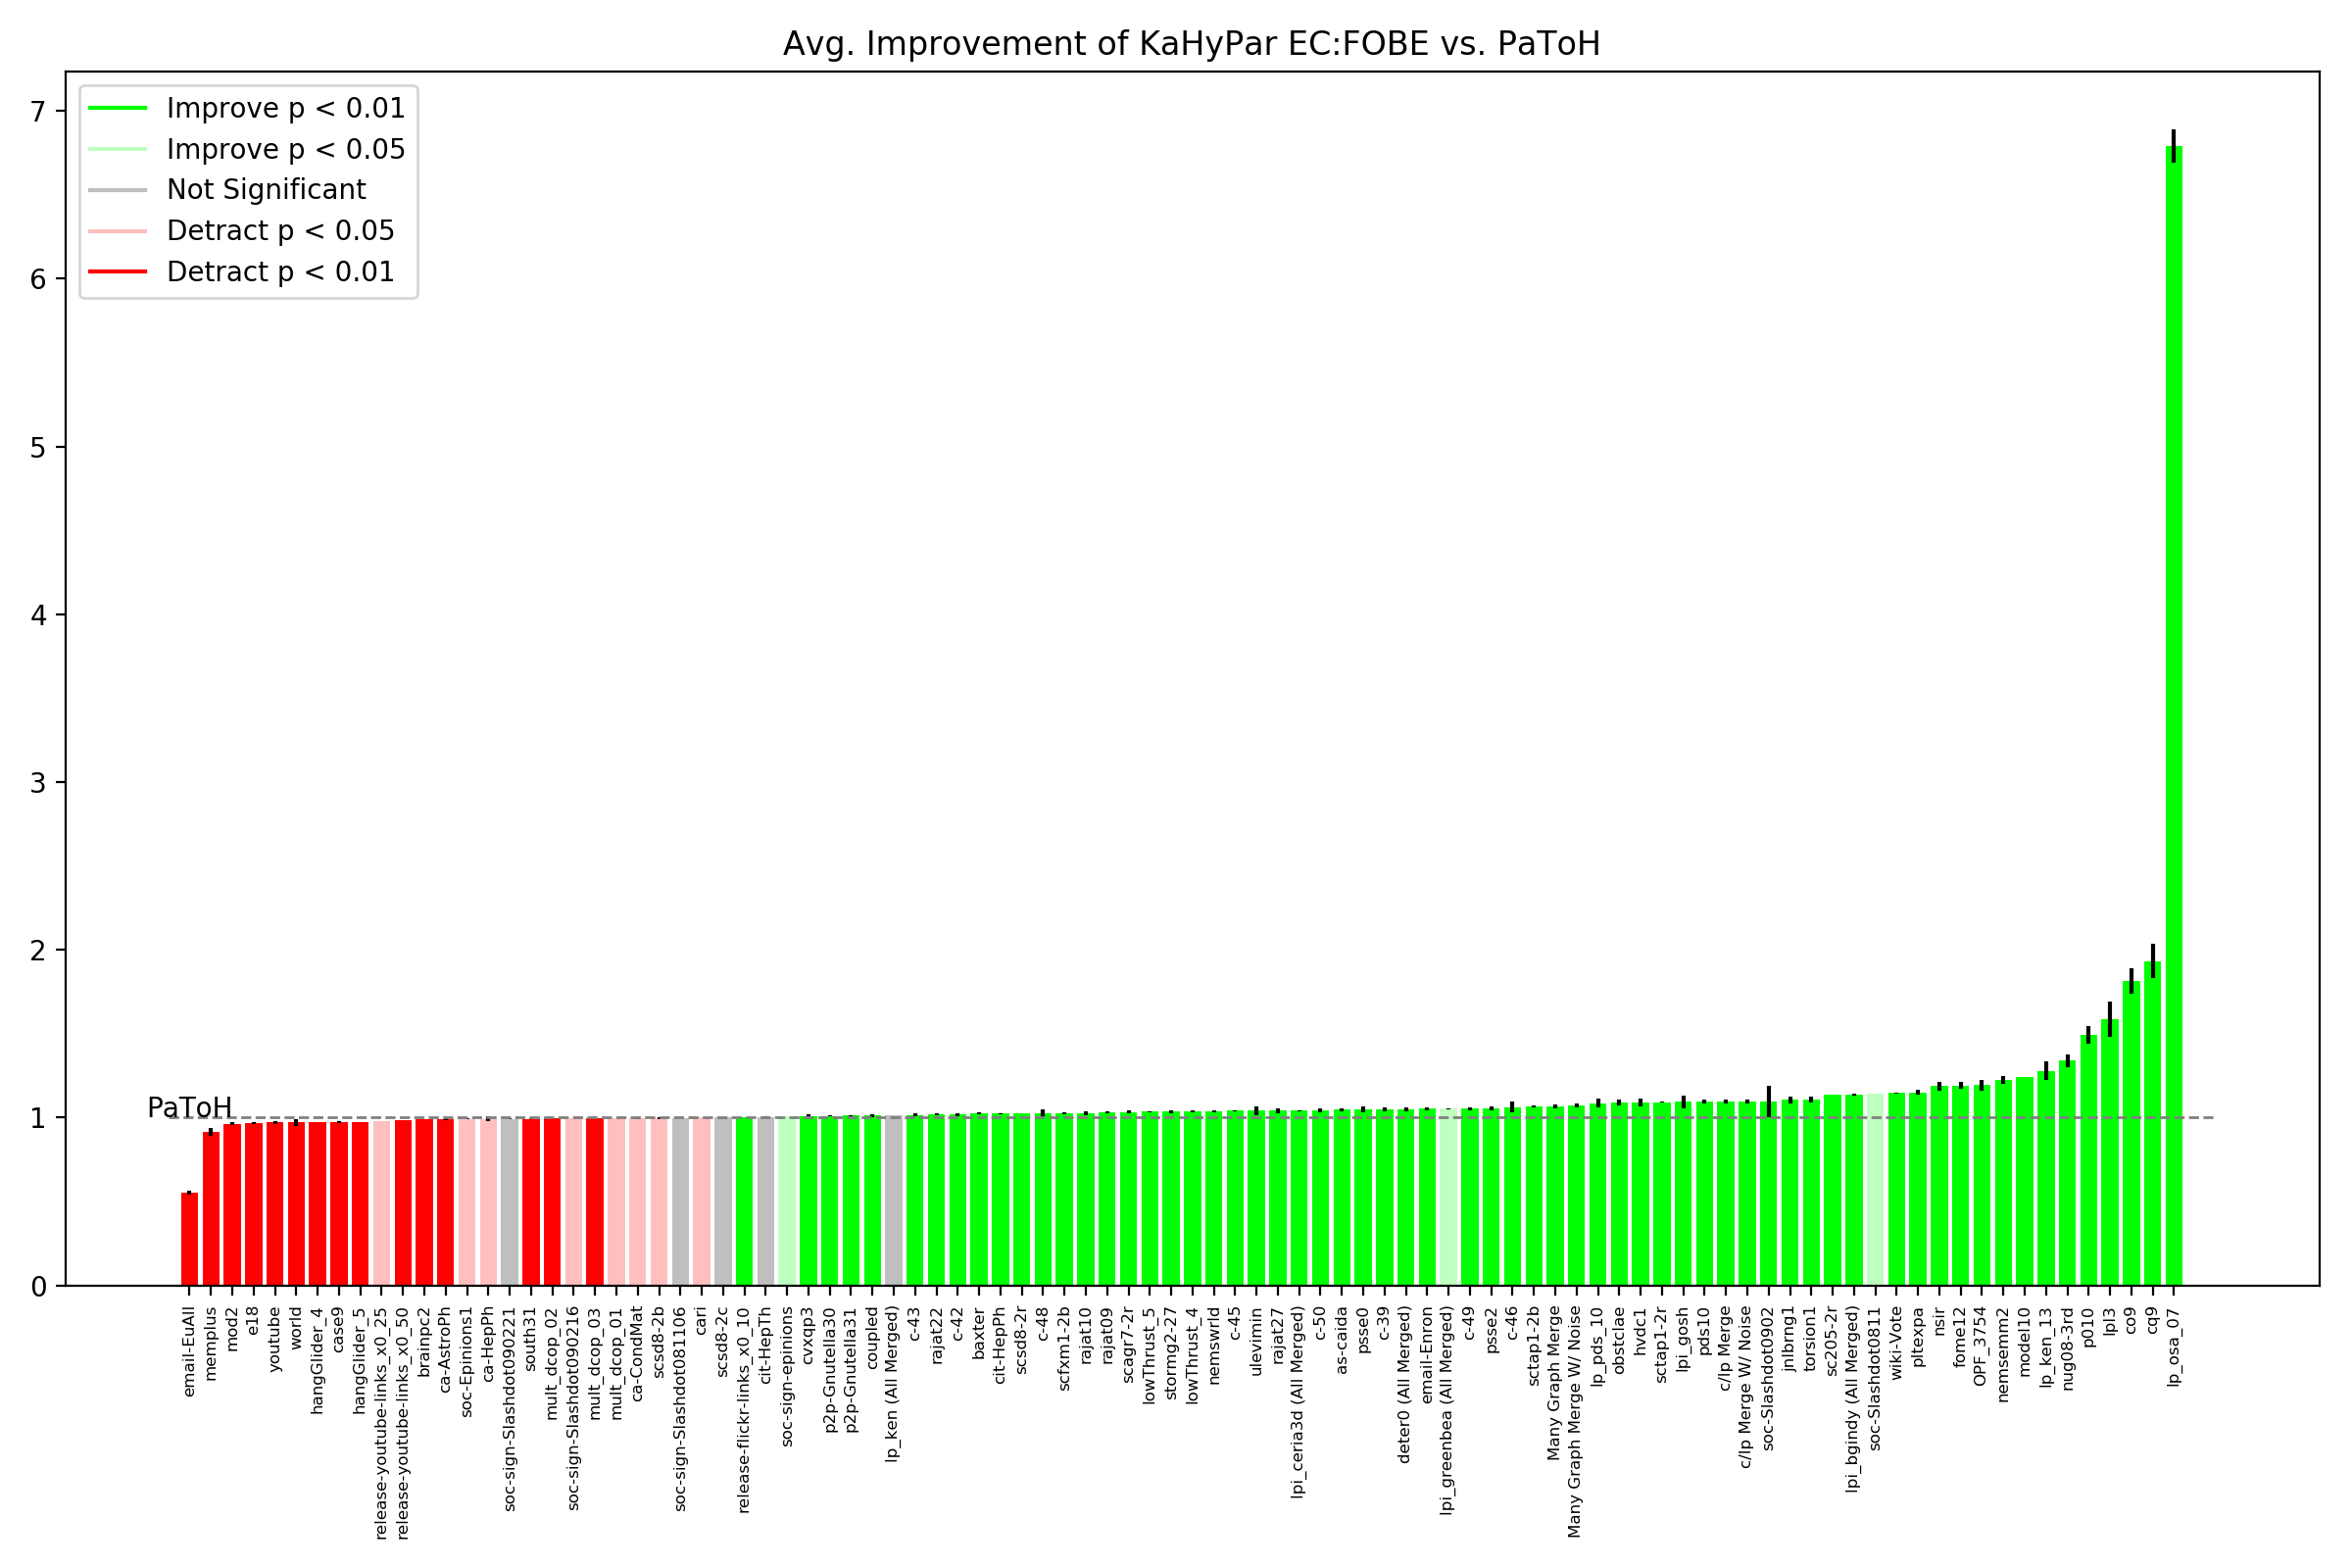 Avg. Improvement of KaHyPar EC:FOBE vs. PaToH
7
6
5
4
3
2
1
0
Improve p < 0.01
Improve p < 0.05
Not Significant
Detract p < 0.05
Detract p < 0.01
PaToH
email-EuAll
memplus
mod2
e18
youtube
world
hangGlider_4
case9
hangGlider_5
release-youtube-links_x0_25
release-youtube-links_x0_50
brainpc2
ca-AstroPh
soc-Epinions1
ca-HepPh
soc-sign-Slashdot090221
south31
mult_dcop_02
soc-sign-Slashdot090216
mult_dcop_03
mult_dcop_01
ca-CondMat
scsd8-2b
soc-sign-Slashdot081106
cari
scsd8-2c
release-flickr-links_x0_10
cit-HepTh
soc-sign-epinions
cvxqp3
p2p-Gnutella30
p2p-Gnutella31
coupled
lp_ken (All Merged)
c-43
rajat22
c-42
baxter
cit-HepPh
scsd8-2r
c-48
scfxm1-2b
rajat10
rajat09
scagr7-2r
lowThrust_5
stormg2-27
lowThrust_4
nemswrld
c-45
ulevimin
rajat27
lpi_ceria3d (All Merged)
c-50
as-caida
psse0
c-39
deter0 (All Merged)
email-Enron
lpi_greenbea (All Merged)
c-49
psse2
c-46
sctap1-2b
Many Graph Merge
Many Graph Merge W/ Noise
lp_pds_10
obstclae
hvdc1
sctap1-2r
lpi_gosh
pds10
c/lp Merge
c/lp Merge W/ Noise
soc-Slashdot0902
jnlbrng1
torsion1
sc205-2r
lpi_bgindy (All Merged)
soc-Slashdot0811
wiki-Vote
pltexpa
nsir
fome12
OPF_3754
nemsemm2
model10
lp_ken_13
nug08-3rd
p010
lpl3
co9
cq9
lp_osa_07